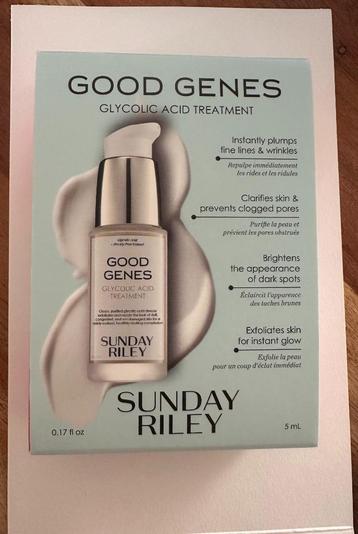 GOOD GENES
GLYCOLIC ACID TREATMENT
Instantly plumps
fine lines & wrinkles
Repulpe immédiatement
les rides et les ridules
Clarifies skin &
prevents clogged pores
Purifie la peau et
prévient les pores obstrués
Brightens
the appearance
of dark spots
Éclaircit l'apparence
des taches brunes
Exfoliates skin
for instant glow
Exfolie la peau
pour un coup d'éclat immédiat
GOOD
GENES
GLYCOLIC ACID
TREATMENT
SUNDAY
RILEY
SUNDAY
RILEY
0.17 fl oz
5 mL